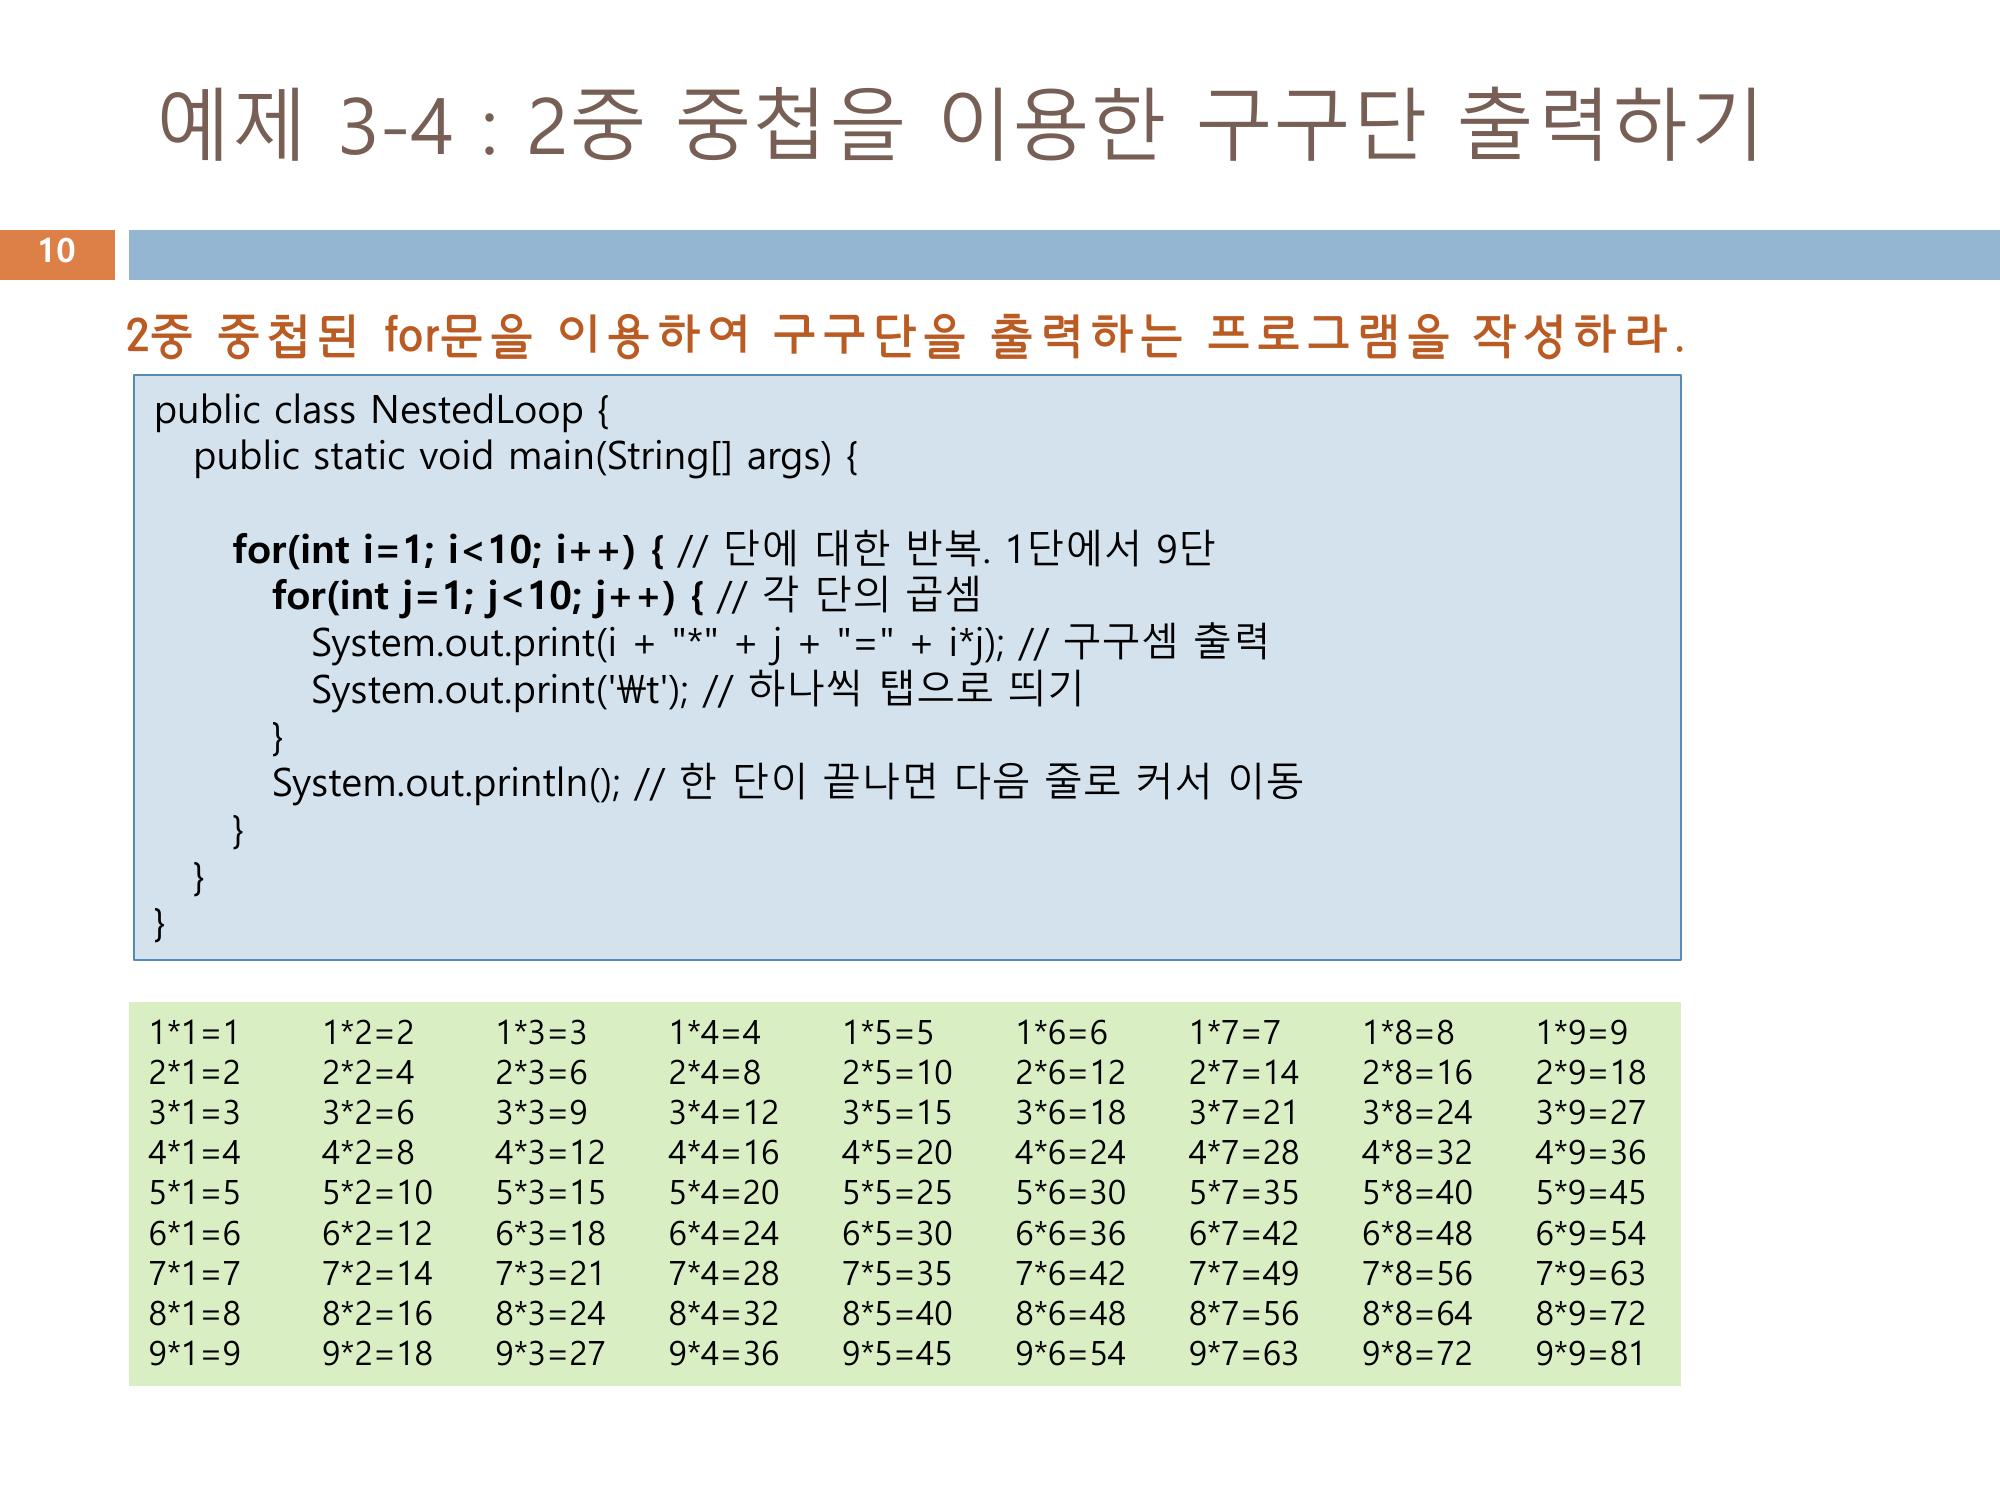 예제 3-4 : 2중 중첩을 이용한 구구단 출력하기
10
2중 중첩된 for문을 이용하여 구구단을 출력하는 프로그램을 작성하라.
public class NestedLoop {
public static void main(String[] args) {
for(int i=1; i<10; i++) { // 단에 대한 반복. 1단에서 9단
for(int j=1; j<10; j++) { // 각 단의 곱셈
System.out.print(i + "*" + j + "=" + i*j); // 구구셈 출력
System.out.print('₩t'); // 하나씩 탭으로 띄기
}
System.out.println(); // 한 단이 끝나면 다음 줄로 커서 이동
}
}
}
1*1=1 1*2=2 1*3=3 1*4=4 1*5=5 1*6=6 1*7=7 1*8=8 1*9=9
2*1=2 2*2=4 2*3=6 2*4=8 2*5=10 2*6=12 2*7=14 2*8=16 2*9=18
3*1=3 3*2=6 3*3=9 3*4=12 3*5=15 3*6=18 3*7=21 3*8=24 3*9=27
4*1=4 4*2=8 4*3=12 4*4=16 4*5=20 4*6=24 4*7=28 4*8=32 4*9=36
5*1=5 5*2=10 5*3=15 5*4=20 5*5=25 5*6=30 5*7=35 5*8=40 5*9=45
6*1=6 6*2=12 6*3=18 6*4=24 6*5=30 6*6=36 6*7=42 6*8=48 6*9=54
7*1=7 7*2=14 7*3=21 7*4=28 7*5=35 7*6=42 7*7=49 7*8=56 7*9=63
8*1=8 8*2=16 8*3=24 8*4=32 8*5=40 8*6=48 8*7=56 8*8=64 8*9=72
9*1=9 9*2=18 9*3=27 9*4=36 9*5=45 9*6=54 9*7=63 9*8=72 9*9=81